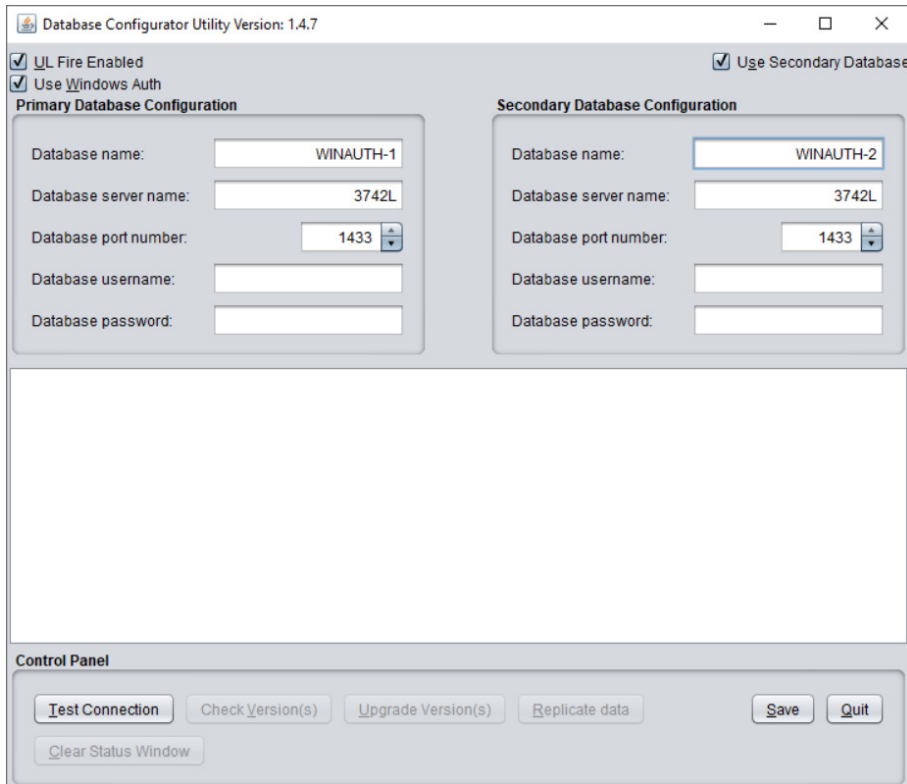 Database Configurator Utility Version: 1.4.7
UL Fire Enabled
Use Secondary Database
Use Windows Auth
Primary Database Configuration
Database name: WINAUTH-1
Database server name: 3742L
Database port number: 1433
Database username:
Database password:
Secondary Database Configuration
Database name: WINAUTH-2
Database server name: 3742L
Database port number: 1433
Database username:
Database password:
Control Panel
Test Connection Check Version(s) Upgrade Version(s) Replicate data Save Quit
Clear Status Window